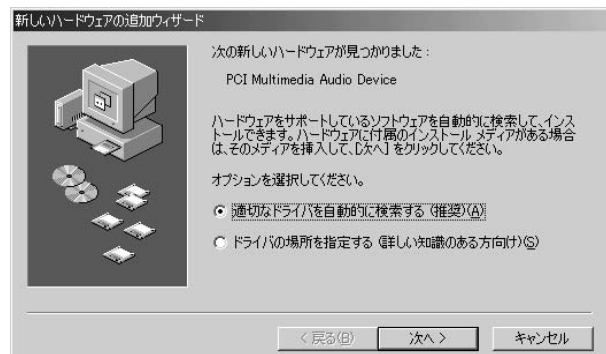 新しいハードウェアの追加ウィザード
次の新しいハードウェアが見つかりました :
PCI Multimedia Audio Device
ハードウェアをサポートしているソフトウェアを自動的に検索して、インス
トールできます。ハードウェアに付属のインストール メディアがある場合
は、そのメディアを挿入して、[次へ] をクリックしてください。
オプションを選択してください。
適切なドライバを自動的に検索する (推奨)(A)
ドライバの場所を指定する (詳しい知識のある方向け)(S)
< 戻る(B)
次へ >
キャンセル